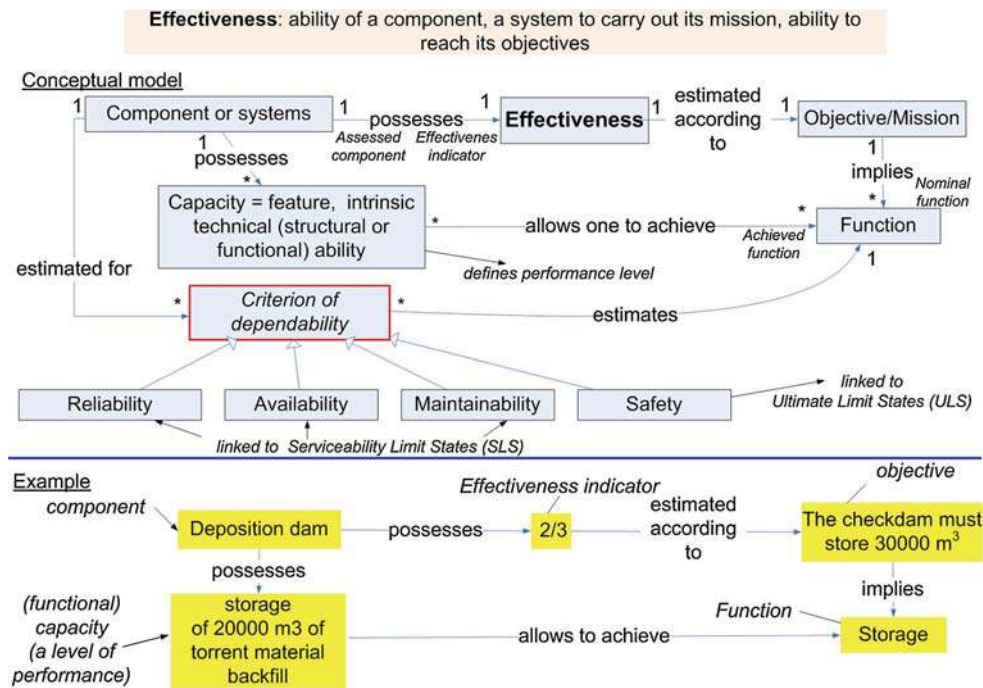 Effectiveness: ability of a component, a system to carry out its mission, ability to
reach its objectives
Conceptual model
1
Component or systems
1
possesses
1
Assessed
component
Effectivenes
indicator
Effectiveness
1
estimated
according
to
1
Objective/Mission
1
possesses
*
1
implies
*
Nominal
function
Capacity = feature, intrinsic
technical (structural or
functional) ability
*
allows one to achieve
*
Achieved
function
Function
1
defines performance level
estimated for
*
Criterion of
dependability
*
estimates
Reliability
Availability
Maintainability
Safety
linked to
Ultimate Limit States (ULS)
linked to Serviceability Limit States (SLS)
Example
component
Effectiveness indicator
objective
Deposition dam
possesses
2/3
estimated
according
to
The checkdam must
store 30000 m³
possesses
implies
(functional)
capacity
(a level of
performance)
storage
of 20000 m3 of
torrent material
backfill
allows to achieve
Function
Storage